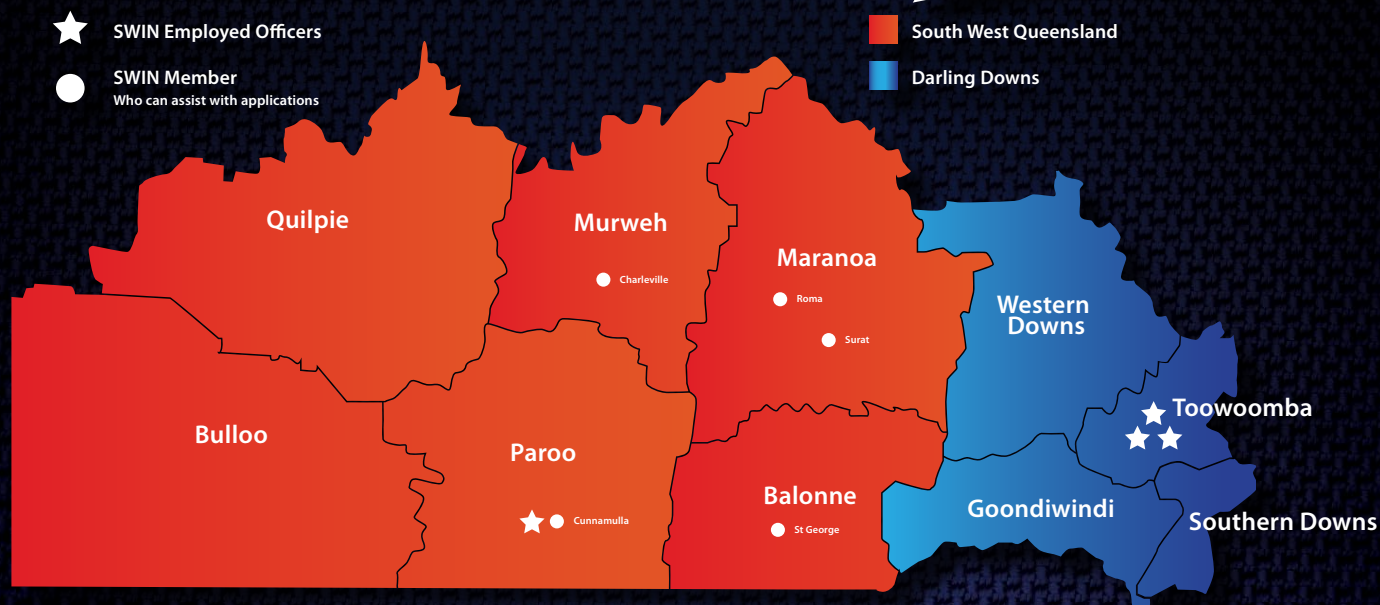 SWIN Employed Officers
SWIN Member
Who can assist with applications
South West Queensland
Darling Downs
Quilpie
Murweh
Charleville
Maranoa
Roma
Surat
Western
Downs
Bulloo
Paroo
Cunnamulla
Balonne
St George
Toowoomba
Goondiwindi
Southern Downs